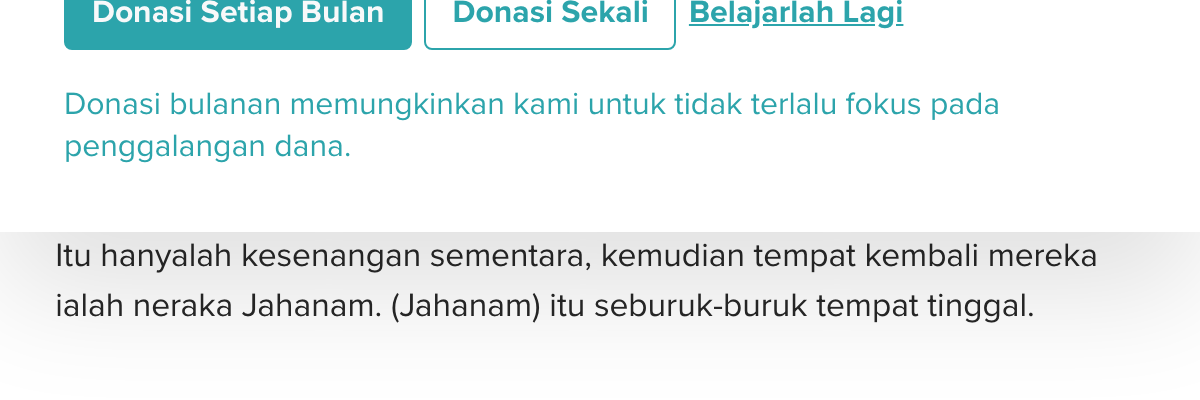 Donasi Setiap Bulan Donasi Sekali Belajarlah Lagi
Donasi bulanan memungkinkan kami untuk tidak terlalu fokus pada
penggalangan dana.
Itu hanyalah kesenangan sementara, kemudian tempat kembali mereka
ialah neraka Jahanam. (Jahanam) itu seburuk-buruk tempat tinggal.